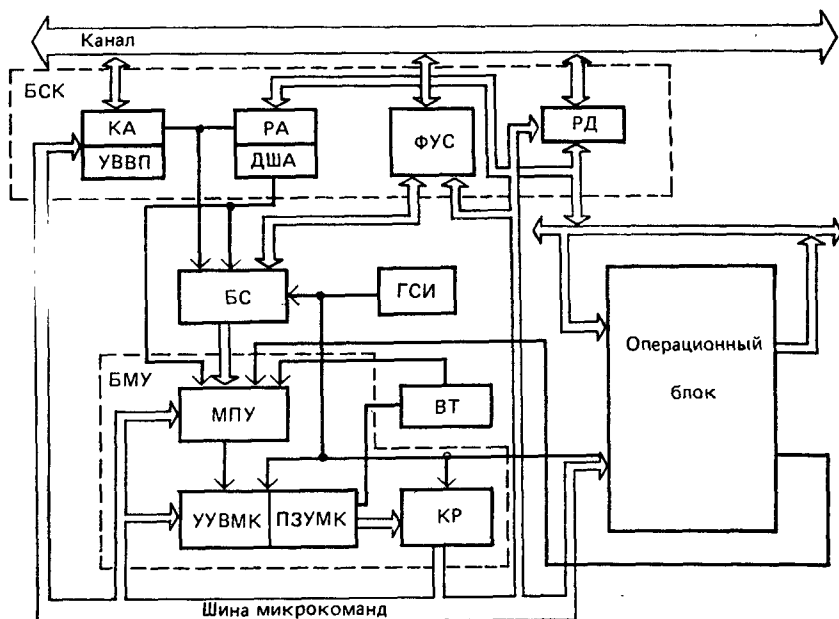 Канал
БСК
КА
РА
ФУС
РД
УВВП
ДША
БС
ГСИ
Операционный
блок
БМУ
МПУ
ВТ
УУВМК
ПЗУМК
КР
Шина микрокоманд